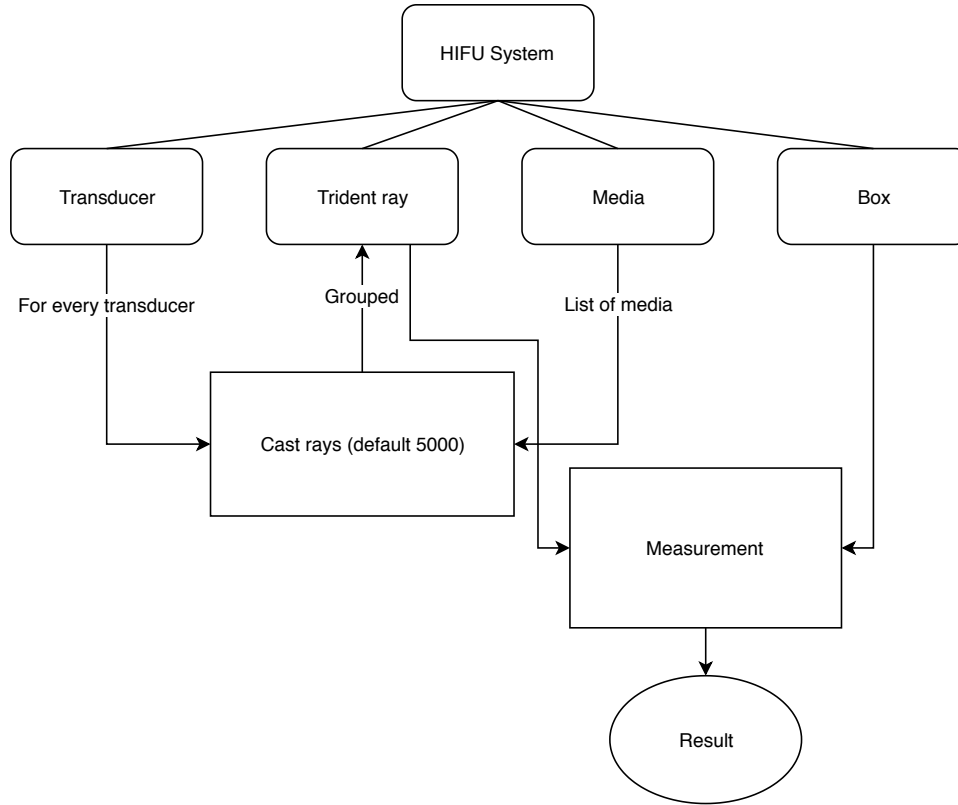 HIFU System
Transducer
Trident ray
Media
Box
For every transducer
Grouped
List of media
Cast rays (default 5000)
Measurement
Result